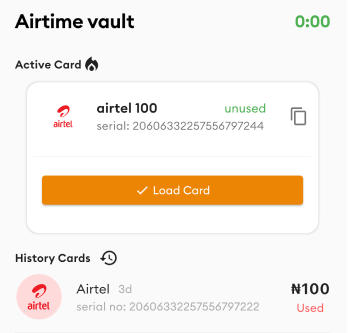 Airtime vault
0:00
Active Card
airtel 100
unused
airtel
serial: 20606332257556797244
Load Card
History Cards
Airtel 3d
₦100
airtel
serial no: 20606332257556797222
Used